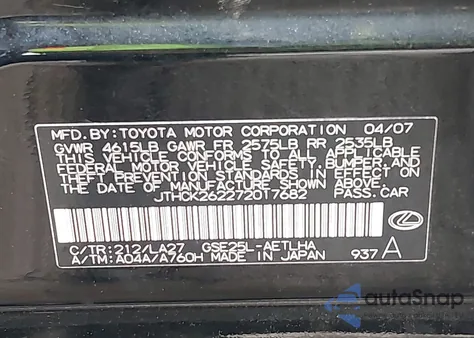 MFD. BY: TOYOTA MOTOR CORPORATION 04/07
GVWR 4615LB GAWR FR 2575LB RR 2535LB
THIS VEHICLE CONFORMS TO ALL APPLICABLE
FEDERAL MOTOR VEHICLE SAFETY, BUMPER, AND
THEFT PREVENTION STANDARDS IN EFFECT ON
THE DATE OF MANUFACTURE SHOWN ABOVE.
JTHCK262272017682 PASS.CAR
C/TR:212/LA27 GSE25L-AETLHA
A/TM:A04A/A760H MADE IN JAPAN 937 A
autoSnap